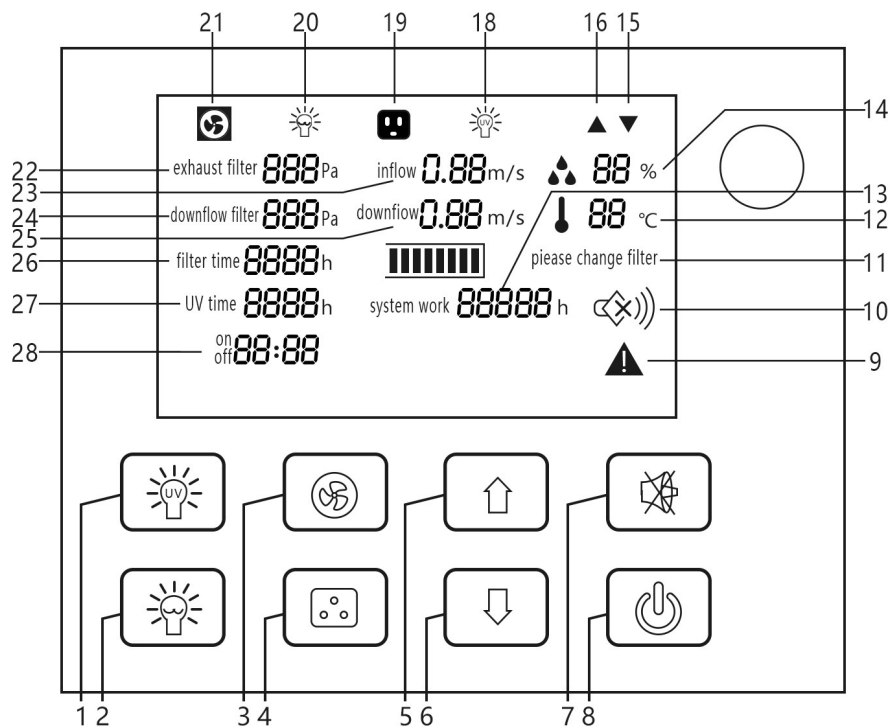 21 20 19 18 16 15
UV
14
22 exhaust filter 888 Pa inflow 0.88 m/s 88 %
23 13
24 downflow filter 888 Pa downfiow 0.88 m/s 88 ℃ 12
25
26 filter time 8888 h piease change filter 11
27 UV time 8888 h system work 88888 h 10
28 on off 88:88 9
UV
1 2 3 4 5 6 7 8